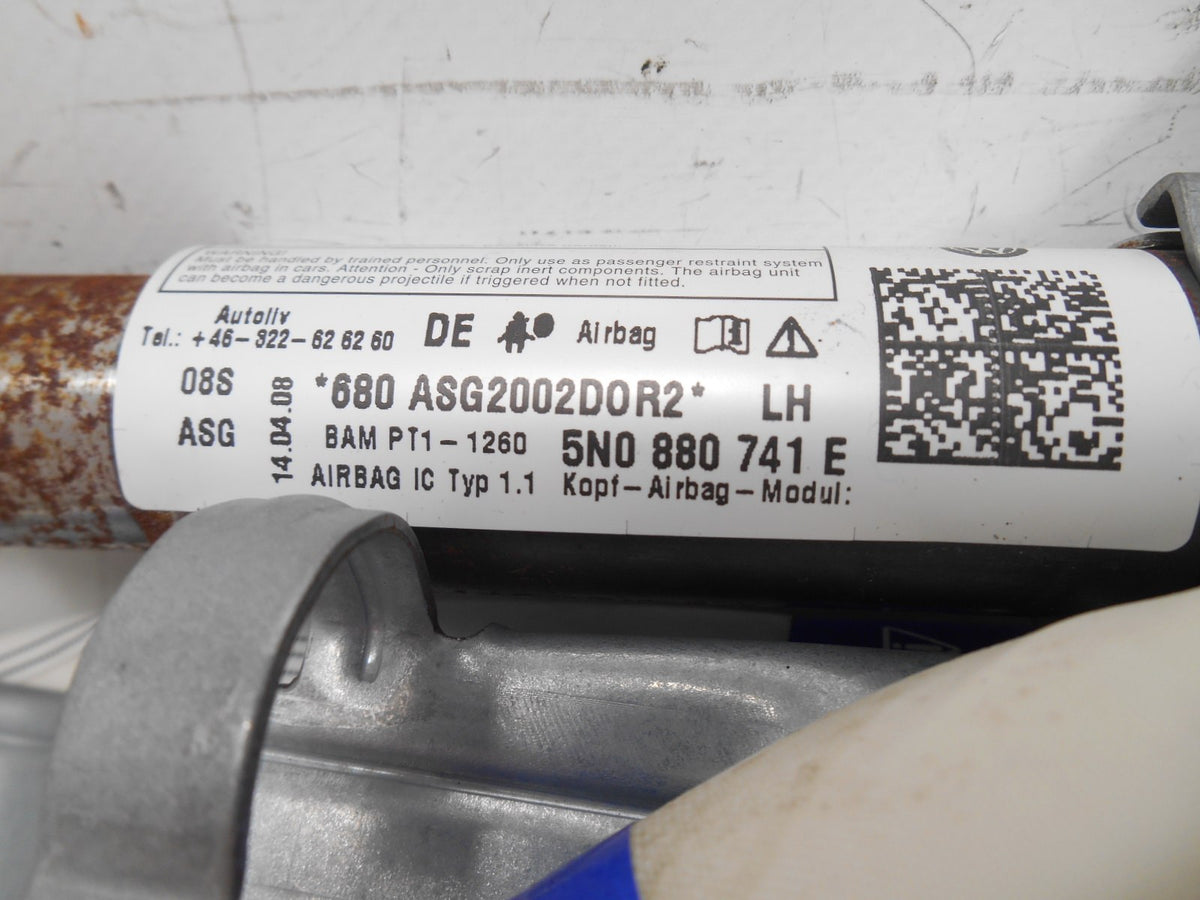 WARNING!
Must be handled by trained personnel. Only use as passenger restraint system
with airbag in cars. Attention - Only scrap inert components. The airbag unit
can become a dangerous projectile if triggered when not fitted.
Autoliv
Tel.: +46-322-62 62 60
DE
Airbag
08S
14.04.08
*680 ASG2002D0R2*
LH
ASG
BAM PT1-1260
5N0 880 741 E
AIRBAG IC Typ 1.1
Kopf-Airbag-Modul: